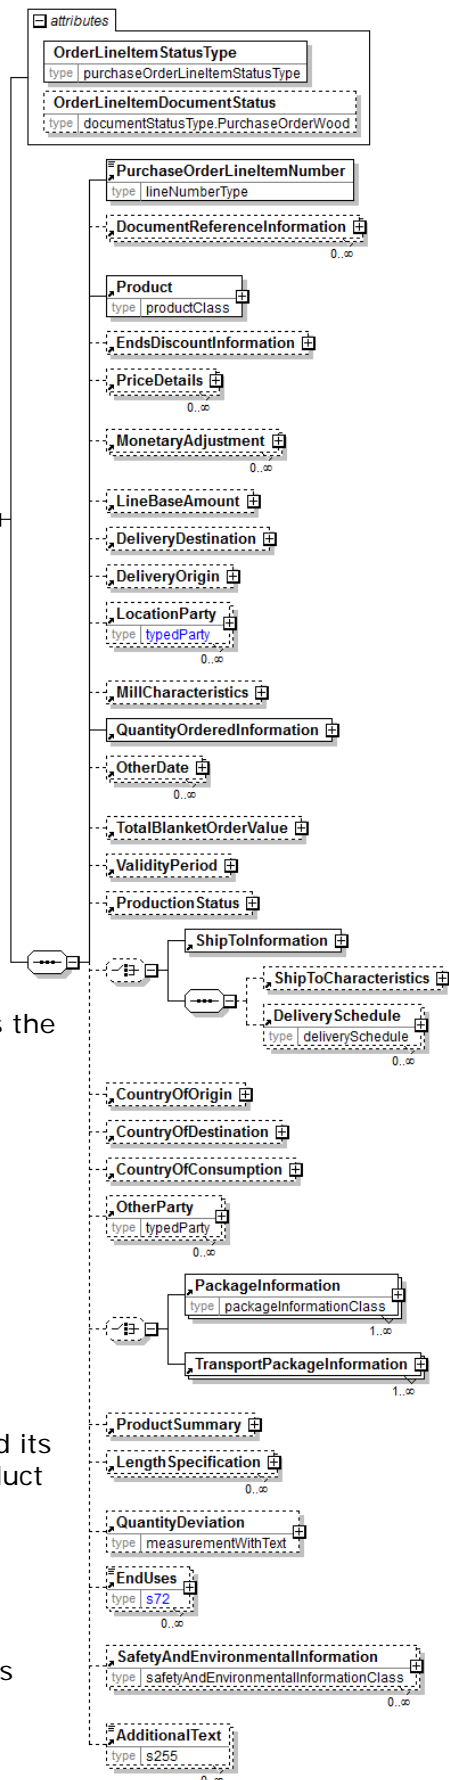 attributes
OrderLineItemStatusType
type purchaseOrderLineItemStatusType
OrderLineItemDocumentStatus
type documentStatusType.PurchaseOrderWood
PurchaseOrderLineItemNumber
type lineNumberType
DocumentReferenceInformation
0..∞
Product
type productClass
EndsDiscountInformation
PriceDetails
0..∞
MonetaryAdjustment
0..∞
LineBaseAmount
DeliveryDestination
DeliveryOrigin
LocationParty
type typedParty
0..∞
MillCharacteristics
QuantityOrderedInformation
OtherDate
0..∞
TotalBlanketOrderValue
ValidityPeriod
ProductionStatus
ShipToInformation
ShipToCharacteristics
DeliverySchedule
s the
type deliverySchedule
0..∞
CountryOfOrigin
CountryOfDestination
CountryOfConsumption
OtherParty
type typedParty
0..∞
PackageInformation
type packageInformationClass
1..∞
TransportPackageInformation
1..∞
ProductSummary
d its
LengthSpecification
duct
0..∞
QuantityDeviation
type measurementWithText
EndUses
type s72
0..∞
SafetyAndEnvironmentalInformation
s
type safetyAndEnvironmentalInformationClass
0..∞
AdditionalText
type s255
0..∞